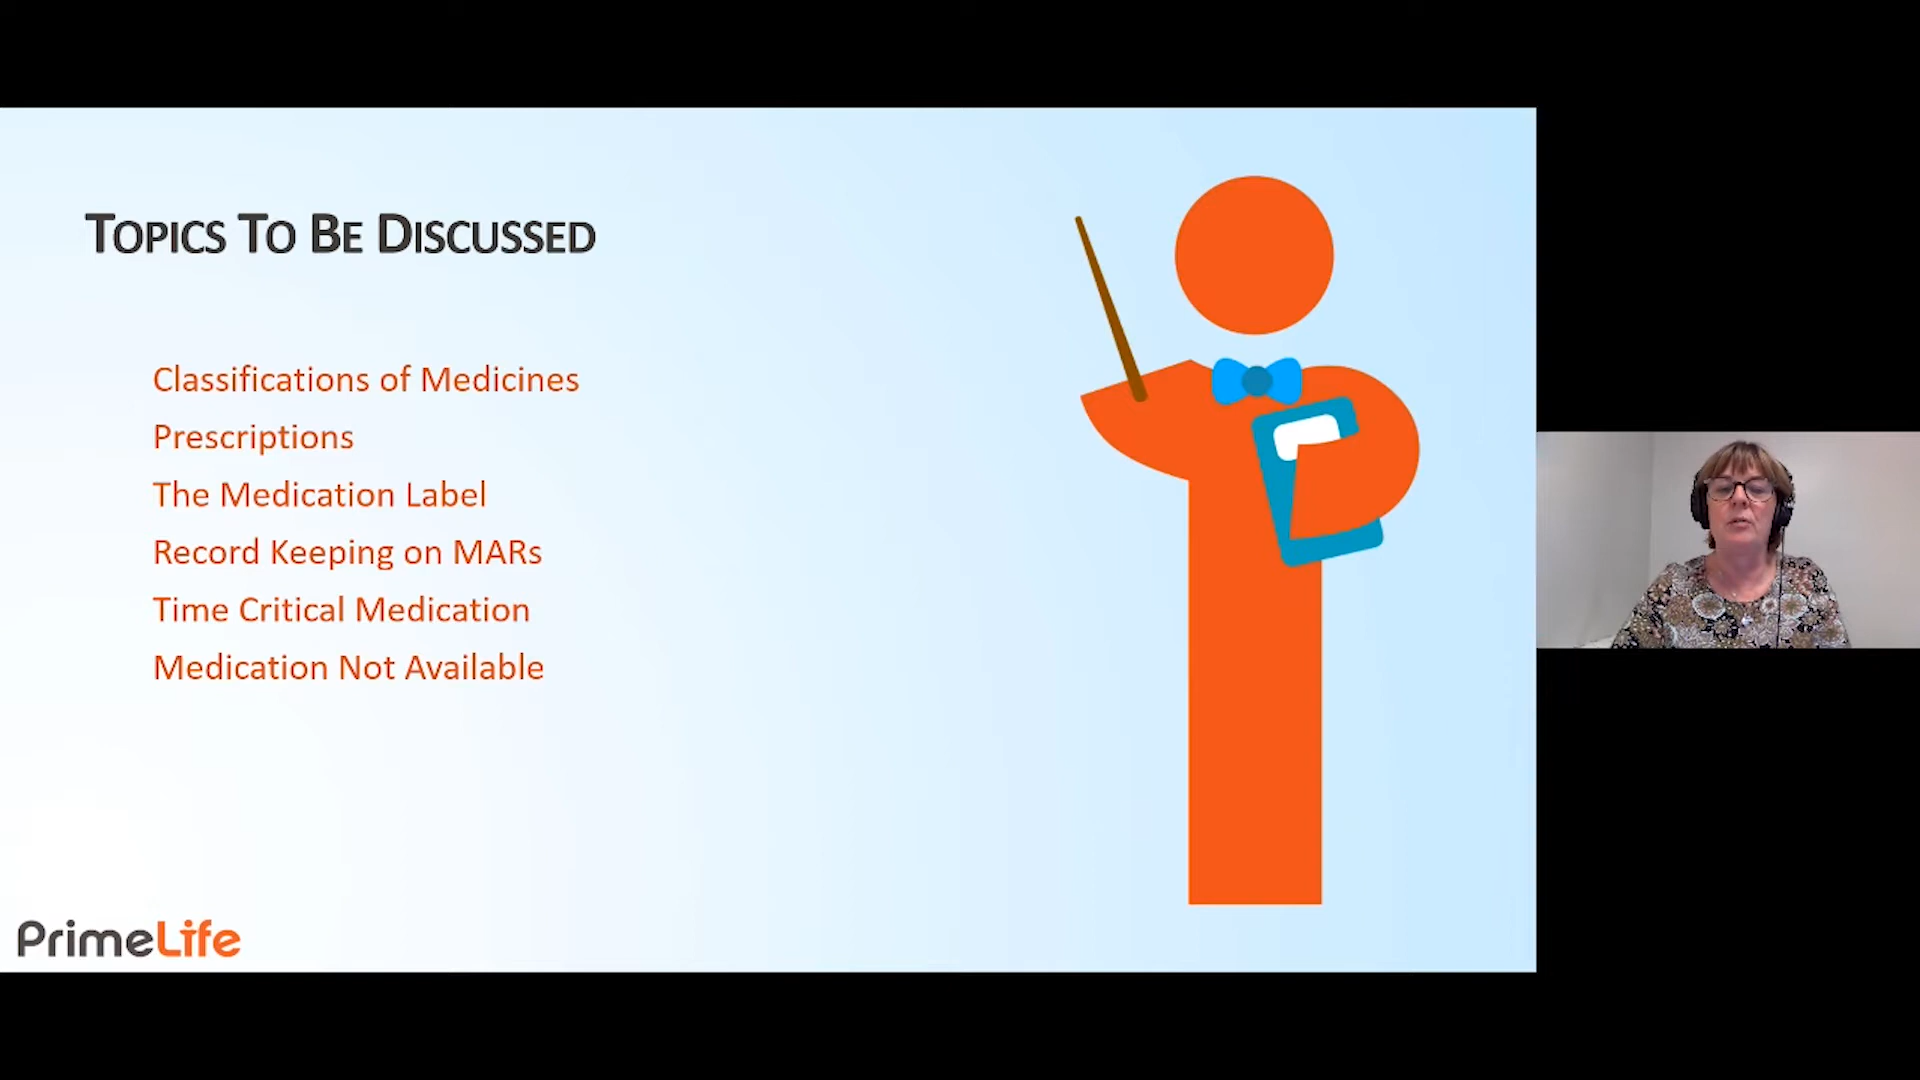 Topics To Be Discussed
Classifications of Medicines
Prescriptions
The Medication Label
Record Keeping on MARs
Time Critical Medication
Medication Not Available
PrimeLife